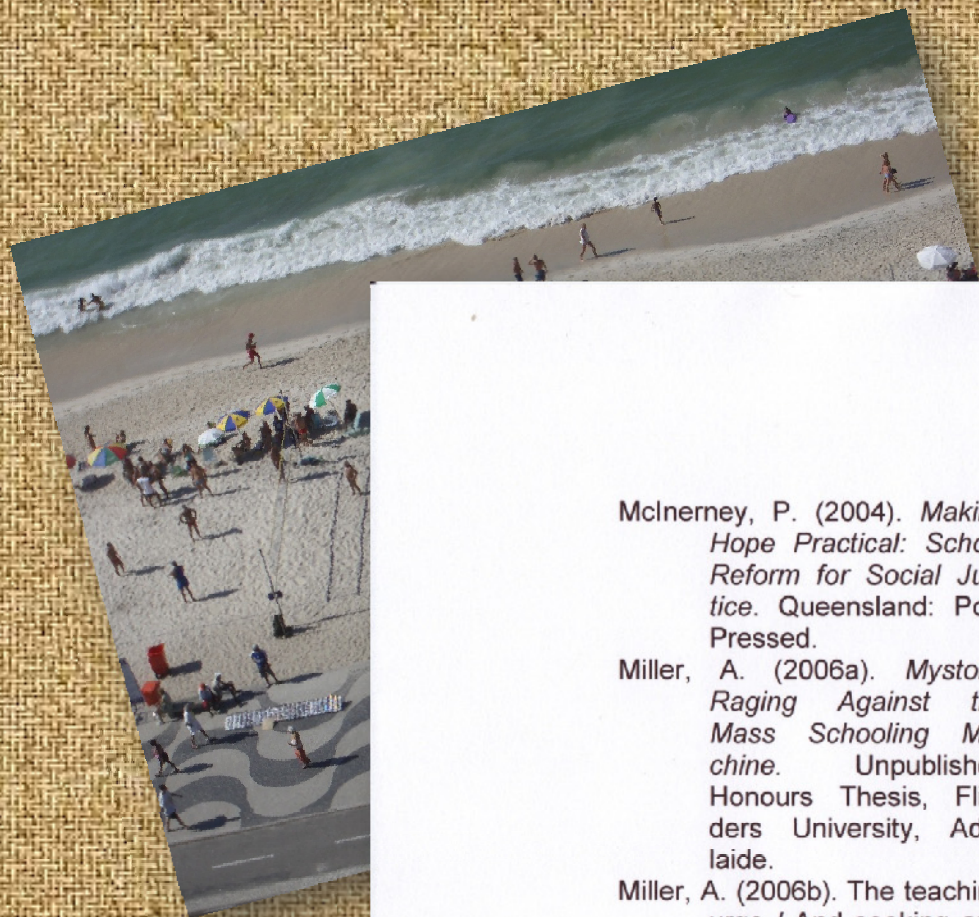 McInerney, P. (2004). Maki
Hope Practical: Scho
Reform for Social Ju
tice. Queensland: Po
Pressed.
Miller, A. (2006a). Mysto
Raging Against t
Mass Schooling M
chine. Unpublishe
Honours Thesis, Fl
ders University, Ad
laide.
Miller, A. (2006b). The teachi